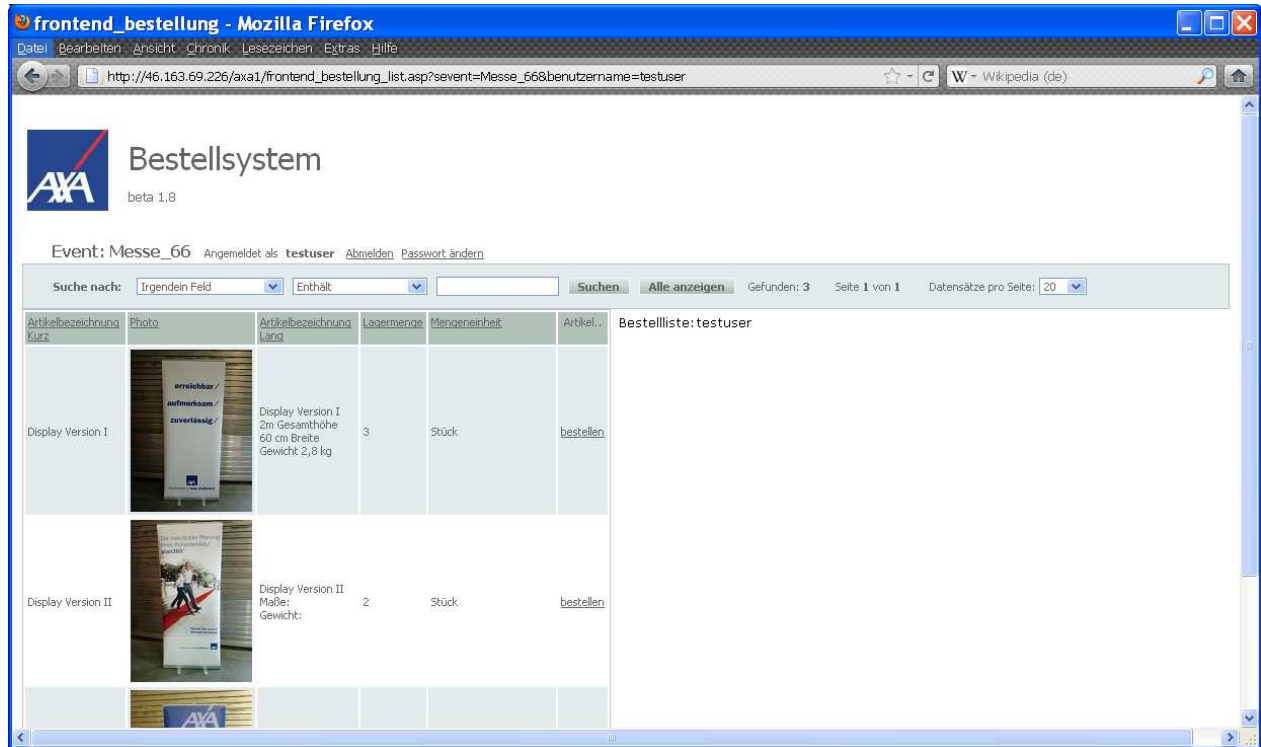 frontend_bestellung - Mozilla Firefox
Datei Bearbeiten Ansicht Chronik Lesezeichen Extras Hilfe
http://46.163.69.226/axa1/frontend_bestellung_list.asp?sevent=Messe_66&benutzername=testuser
W - Wikipedia (de)
AXA
Bestellsystem
beta 1.8
Event: Messe_66 Angemeldet als testuser Abmelden Passwort ändern
Suche nach: Irgendein Feld Enthält Suchen Alle anzeigen Gefunden: 3 Seite 1 von 1 Datensätze pro Seite: 20
Artikelbezeichnung Kurz Photo Artikelbezeichnung Lang Lagermenge Mengeneinheit Artikel..
Bestellliste:testuser
erreichbar/
aufmerksam/
zuverlässig/
AXA
Display Version I
Display Version I
2m Gesamthöhe
60 cm Breite
Gewicht 2,8 kg
3 Stück bestellen
Die individuelle Planung
Display Version II
Display Version II
Maße:
Gewicht:
2 Stück bestellen
AXA